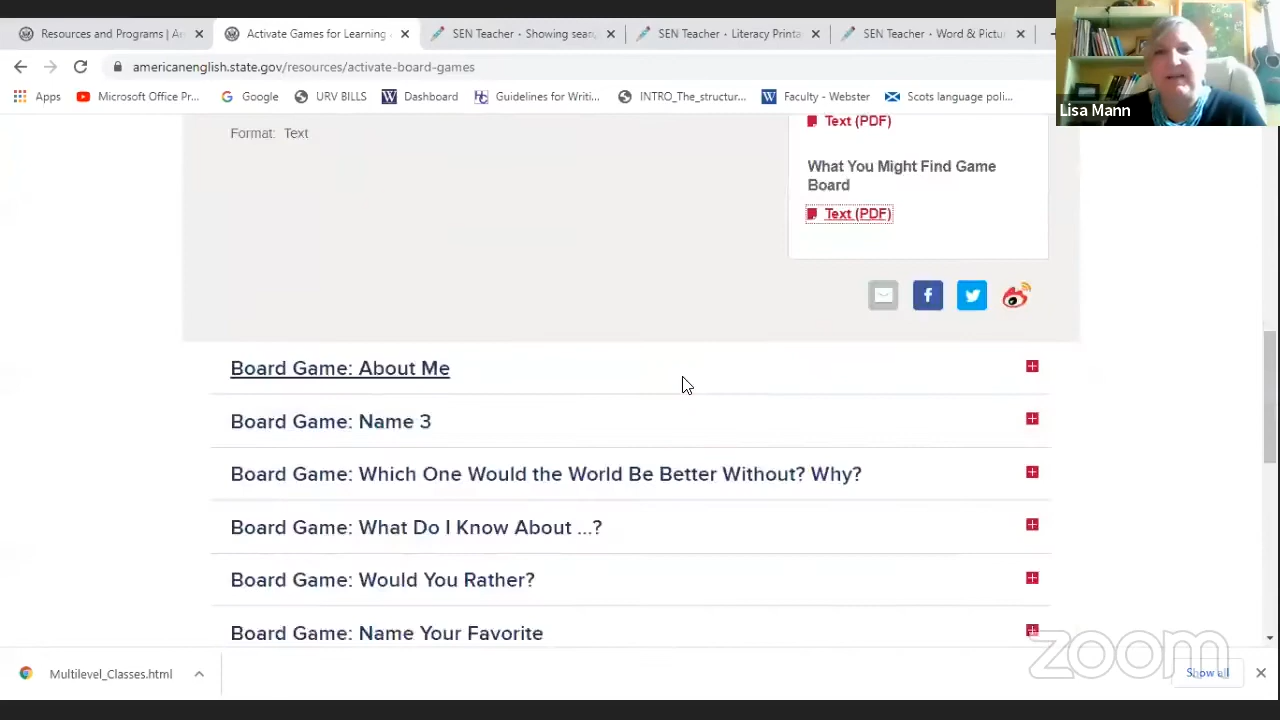 Resources and Programs | Am
Activate Games for Learning
SEN Teacher · Showing sear
SEN Teacher · Literacy Printa
SEN Teacher · Word & Pictu
americanenglish.state.gov/resources/activate-board-games
Apps
Microsoft Office Pr...
Google
URV BILLS
Dashboard
Guidelines for Writi...
INTRO_The_structur...
Faculty - Webster
Scots language poli...
Lisa Mann
Format: Text
Text (PDF)
What You Might Find Game
Board
Text (PDF)
Board Game: About Me
Board Game: Name 3
Board Game: Which One Would the World Be Better Without? Why?
Board Game: What Do I Know About ...?
Board Game: Would You Rather?
Board Game: Name Your Favorite
Multilevel_Classes.html
Show all
zoom